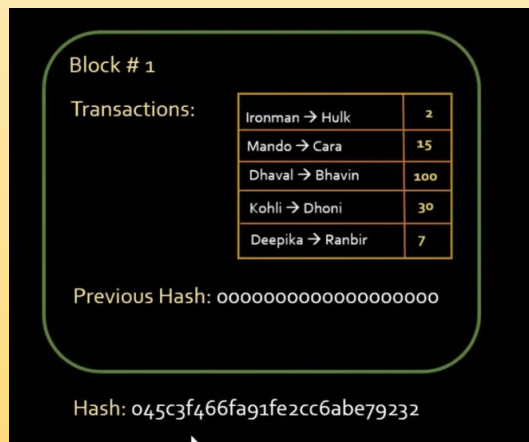 Block # 1
Transactions:
Ironman → Hulk 2
Mando → Cara 15
Dhaval → Bhavin 100
Kohli → Dhoni 30
Deepika → Ranbir 7
Previous Hash: 0000000000000000000
Hash: 045c3f466fa91fe2cc6abe79232